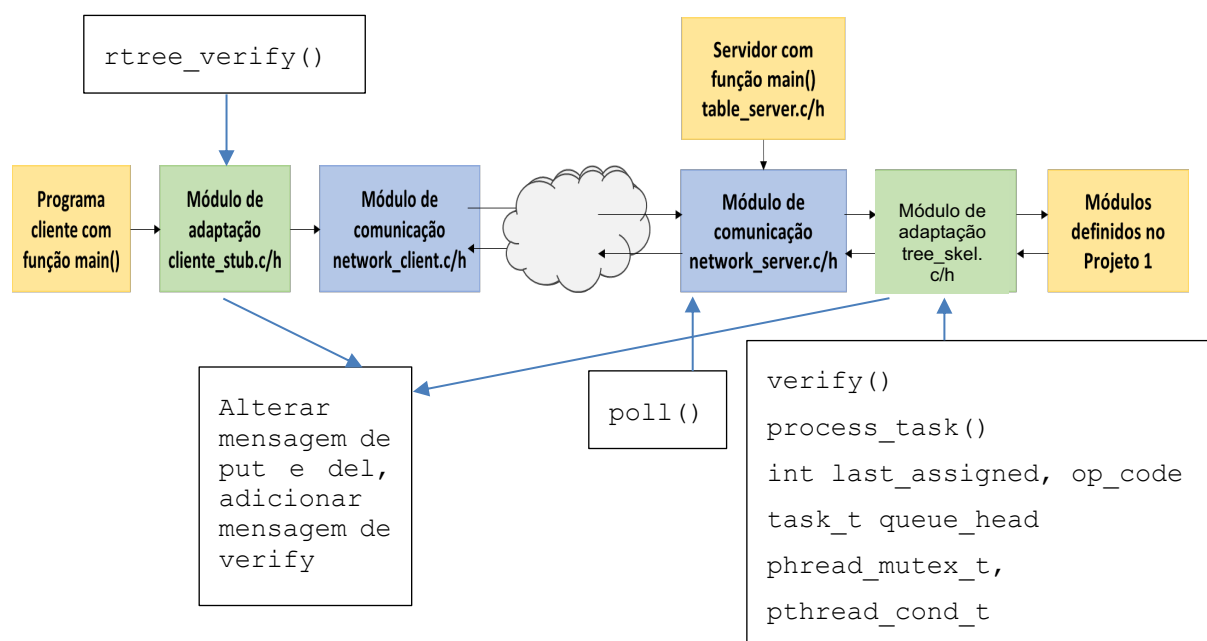 rtree_verify()
Servidor com
função main()
table_server.c/h
Programa
cliente com
função main()
Módulo de
adaptação
cliente_stub.c/h
Módulo de
comunicação
network_client.c/h
Módulo de
comunicação
network_server.c/h
Módulo de
adaptação
tree_skel.
c/h
Módulos
definidos no
Projeto 1
Alterar
mensagem de
put e del,
adicionar
mensagem de
verify
poll()
verify()
process_task()
int last_assigned, op_code
task_t queue_head
phread_mutex_t,
pthread_cond_t